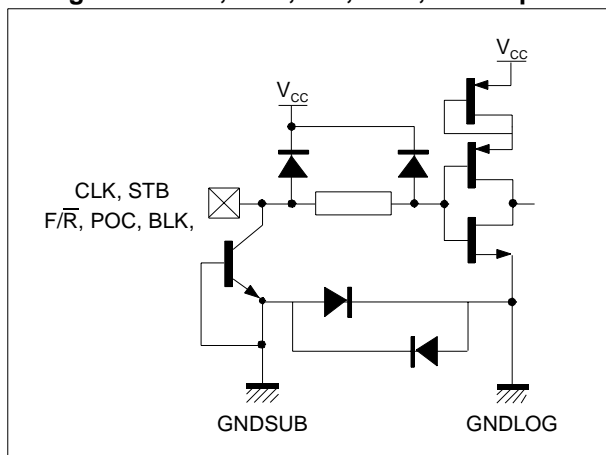 V_CC
V_CC
CLK, STB
F/R̅, POC, BLK,
GNDSUB
GNDLOG